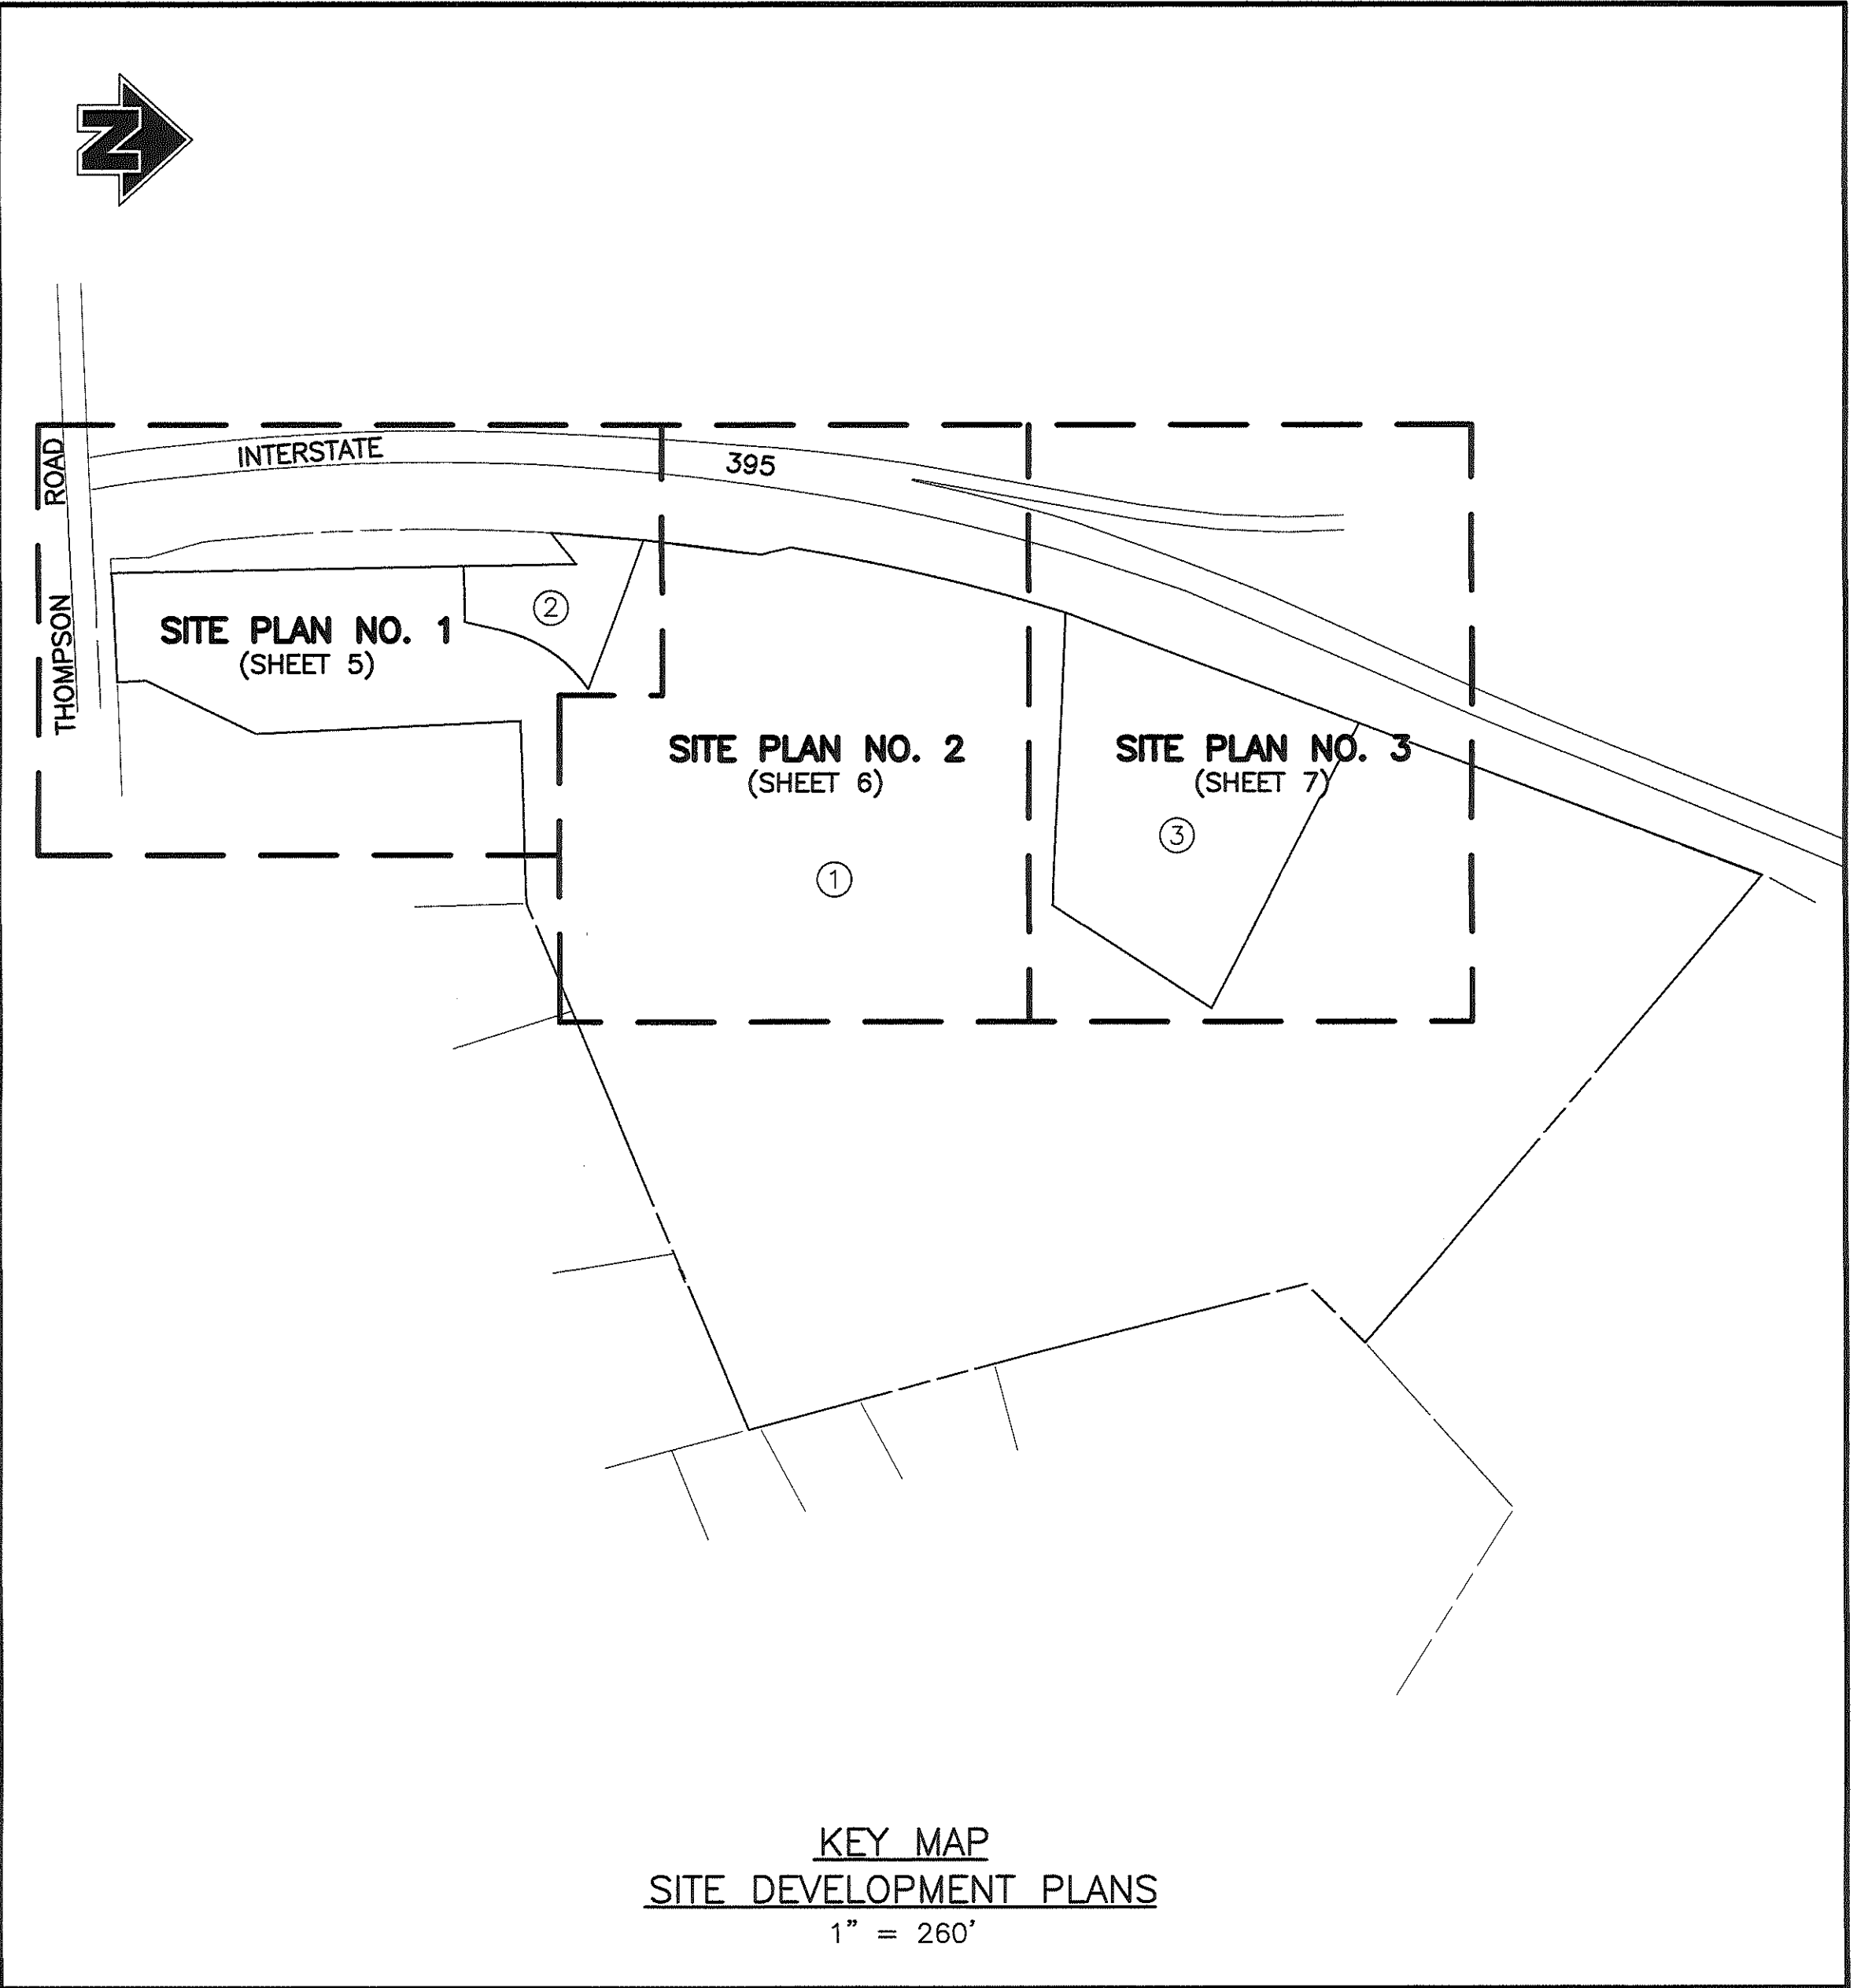 N
INTERSTATE
395
THOMPSON ROAD
2
SITE PLAN NO. 1
(SHEET 5)
SITE PLAN NO. 2
(SHEET 6)
SITE PLAN NO. 3
(SHEET 7)
3
1
KEY MAP
SITE DEVELOPMENT PLANS
1" = 260'